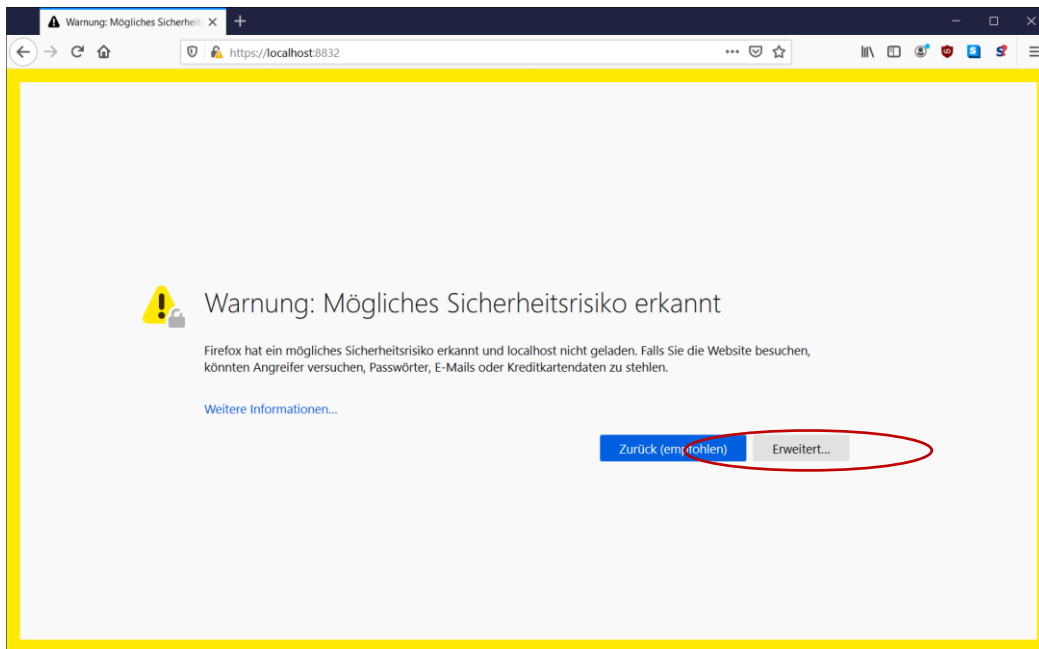 Warnung: Mögliches Sicherheit
https://localhost:8832
Warnung: Mögliches Sicherheitsrisiko erkannt
Firefox hat ein mögliches Sicherheitsrisiko erkannt und localhost nicht geladen. Falls Sie die Website besuchen,
könnten Angreifer versuchen, Passwörter, E-Mails oder Kreditkartendaten zu stehlen.
Weitere Informationen...
Zurück (empfohlen) Erweitert...